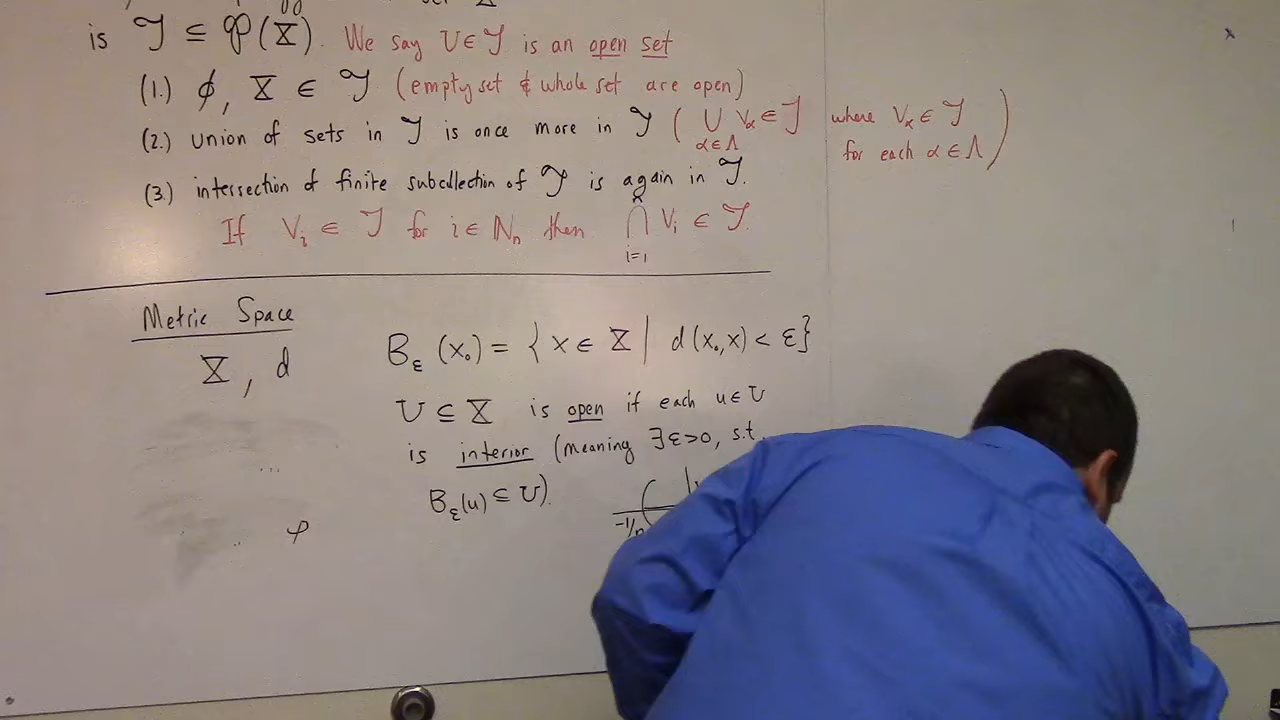 is 𝒯 ⊆ 𝒫(X). We say U ∈ 𝒯 is an open set
(1.) ϕ, X ∈ 𝒯 (empty set & whole set are open)
(2.) union of sets in 𝒯 is once more in 𝒯 ( ∪ V_α ∈ 𝒯 where V_α ∈ 𝒯
α∈Λ for each α ∈ Λ )
(3.) intersection of finite subcollection of 𝒯 is again in 𝒯.
If V_i ∈ 𝒯 for i ∈ ℕ_n then ∩_{i=1}^n V_i ∈ 𝒯.
Metric Space
X, d
B_ε(x₀) = { x ∈ X | d(x₀, x) < ε }
U ⊆ X is open if each u ∈ U
is interior (meaning ∃ε>0, s.t.
B_ε(u) ⊆ U).
-1/n
φ